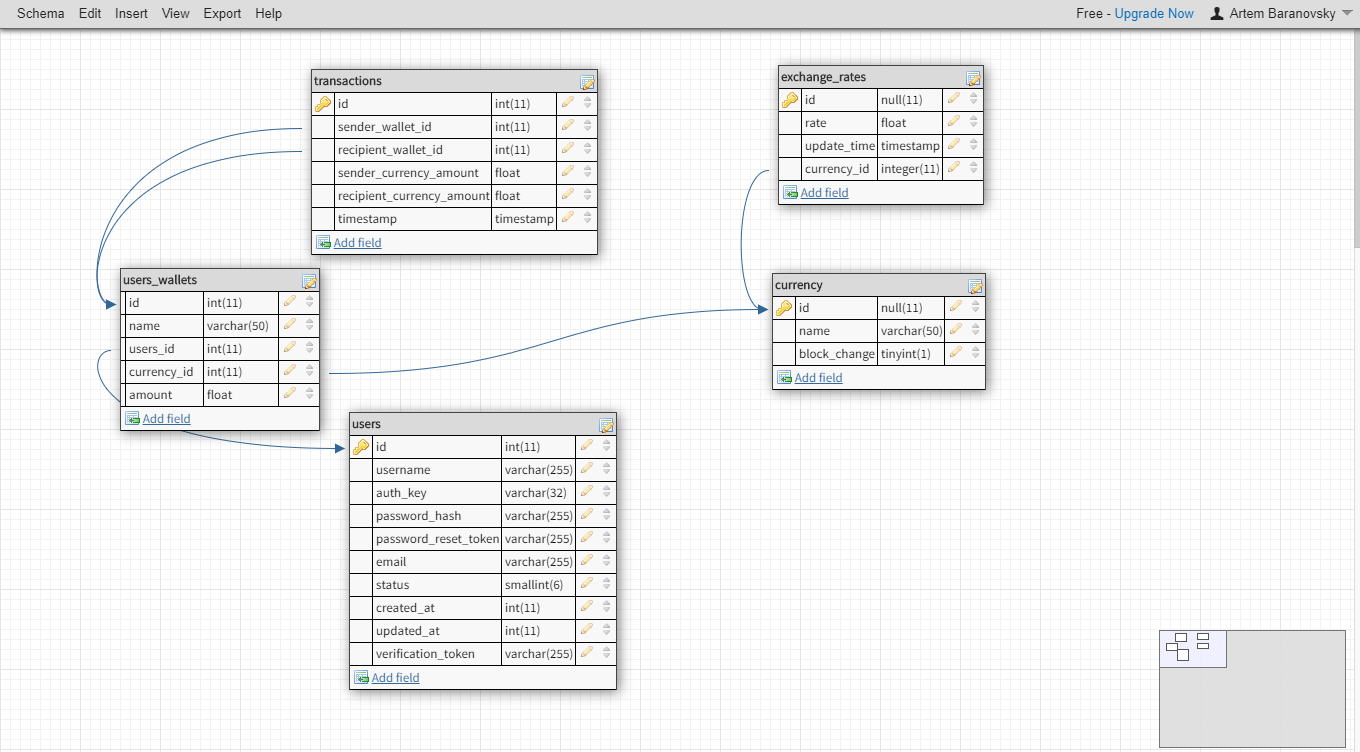 Schema Edit Insert View Export Help Free - Upgrade Now Artem Baranovsky
transactions
id int(11)
sender_wallet_id int(11)
recipient_wallet_id int(11)
sender_currency_amount float
recipient_currency_amount float
timestamp timestamp
Add field
exchange_rates
id null(11)
rate float
update_time timestamp
currency_id integer(11)
Add field
users_wallets
id int(11)
name varchar(50)
users_id int(11)
currency_id int(11)
amount float
Add field
currency
id null(11)
name varchar(50)
block_change tinyint(1)
Add field
users
id int(11)
username varchar(255)
auth_key varchar(32)
password_hash varchar(255)
password_reset_token varchar(255)
email varchar(255)
status smallint(6)
created_at int(11)
updated_at int(11)
verification_token varchar(255)
Add field